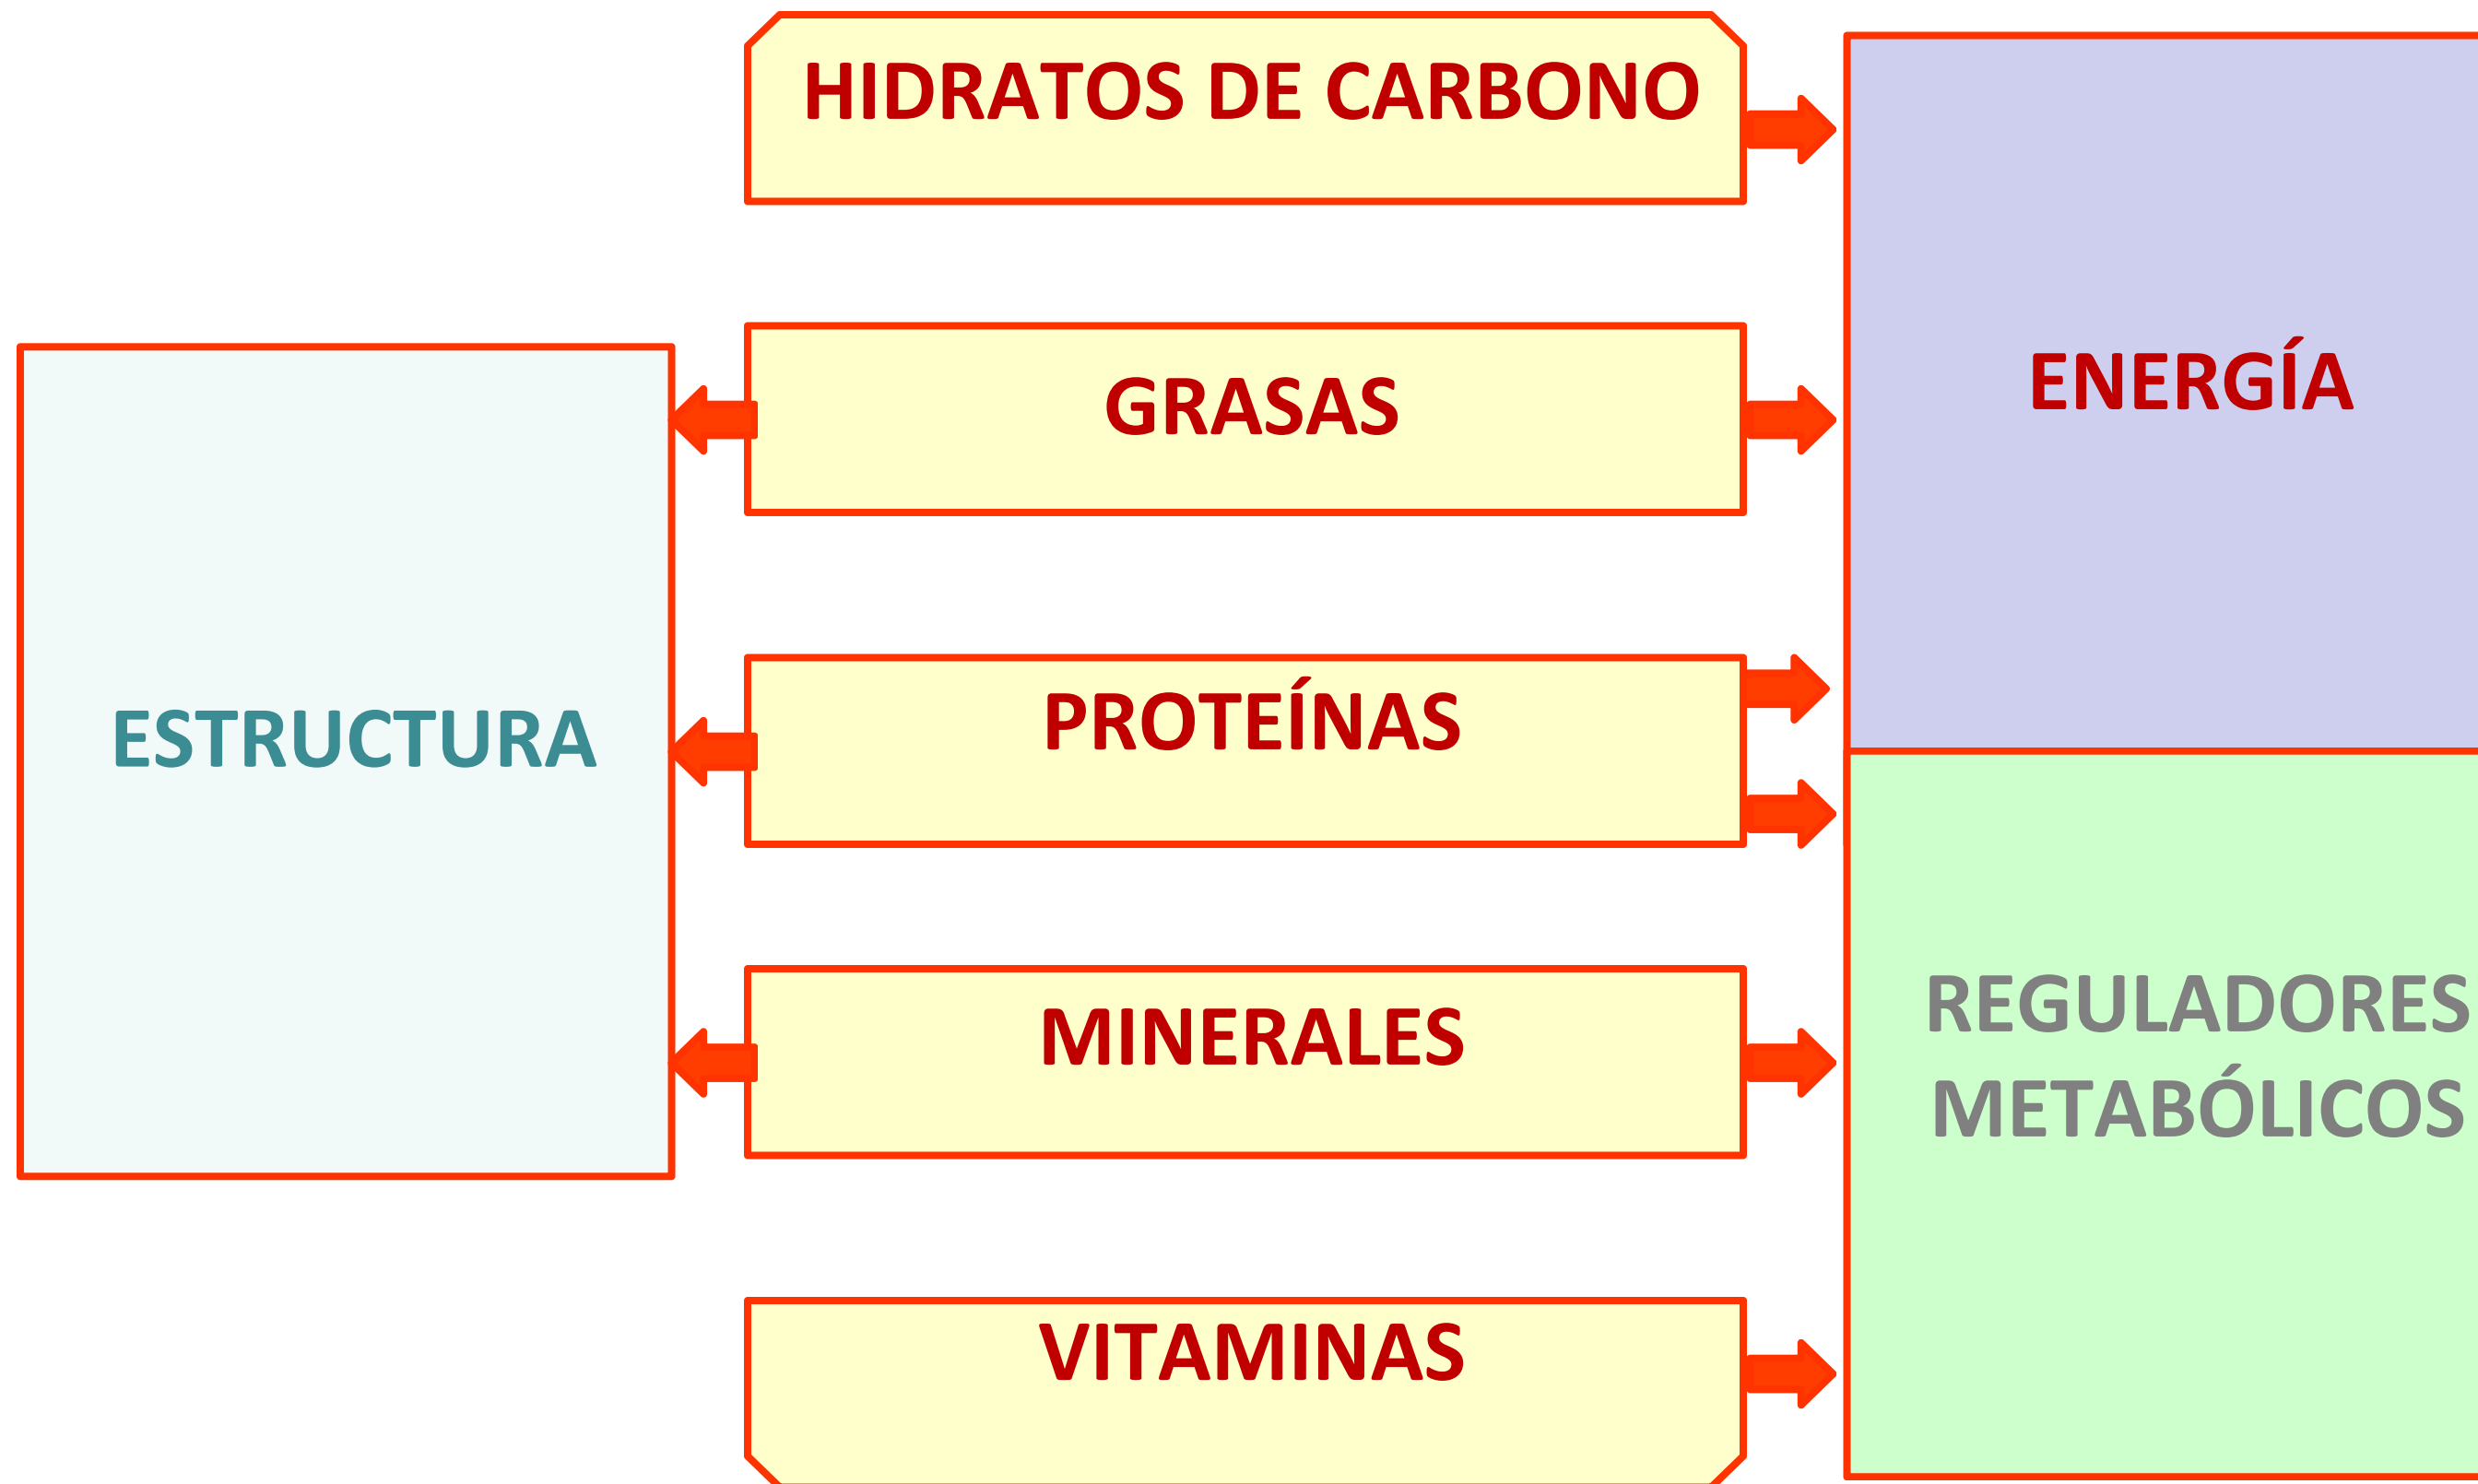 HIDRATOS DE CARBONO
GRASAS
ENERGÍA
PROTEÍNAS
ESTRUCTURA
MINERALES
REGULADORES
METABÓLICOS
VITAMINAS